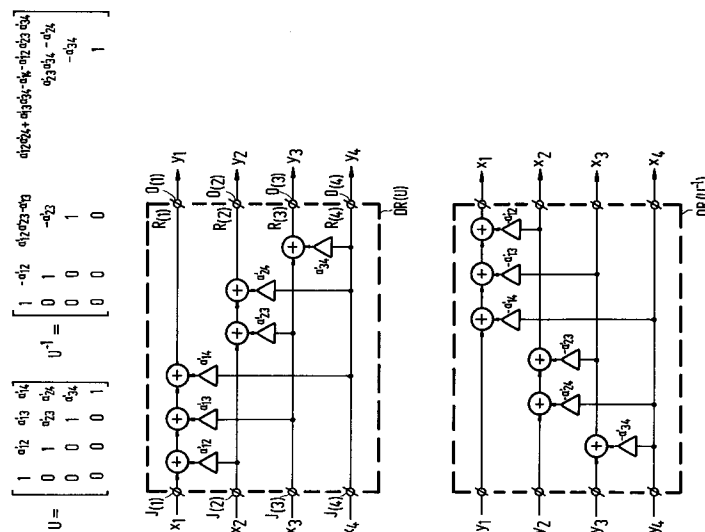 U = [ 1 a'12 a'13 a'14
0 1 a'23 a'24
0 0 1 a'34
0 0 0 1 ]
U⁻¹ = [ 1 -a'12 a'12a'23-a'13 a'12a'24+a'13a'34-a'14-a'12a'23a'34
0 1 -a'23 a'23a'34-a'24
0 0 1 -a'34
0 0 0 1 ]
J(1) R(1) O(1)
x1 y1
a'12 a'13 a'14
J(2) R(2) O(2)
x2 y2
a'23 a'24
J(3) R(3) O(3)
x3 y3
a'34
J(4) R(4) O(4)
x4 y4
DR(U)
y1 x1
-a'14 -a'13 -a'12
y2 x2
-a'24 -a'23
y3 x3
-a'34
y4 x4
DR(U⁻¹)